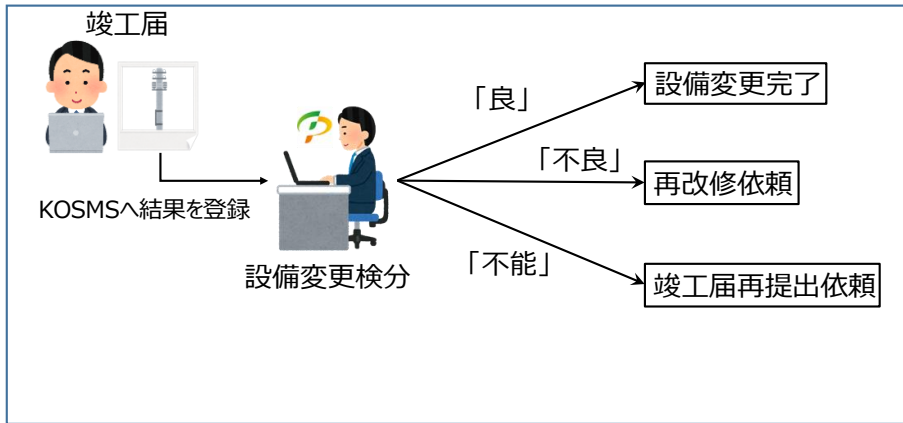 竣工届
KOSMSへ結果を登録
設備変更検分
「良」
「不良」
「不能」
設備変更完了
再改修依頼
竣工届再提出依頼